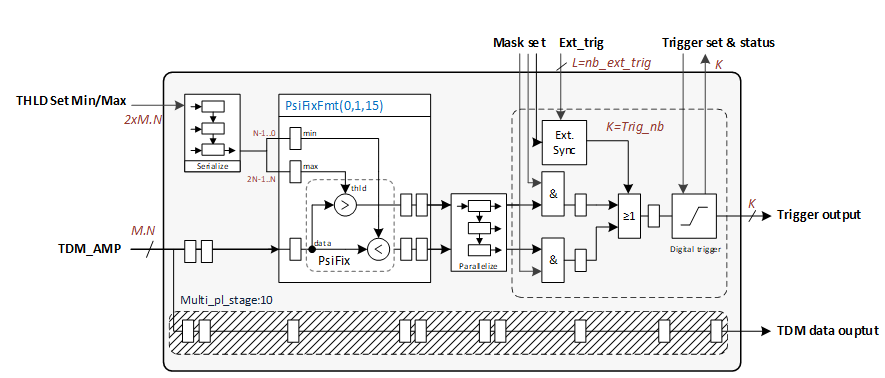 Mask set
Ext_trig
Trigger set & status
L=nb_ext_trig
K
THLD Set Min/Max
2xM.N
Serialize
PsiFixFmt(0,1,15)
N-1..0
min
2N-1..N
max
thld
>
data
<
PsiFix
K=Trig_nb
Ext.
Sync
&
≥1
&
Parallelize
Digital trigger
K
Trigger output
M.N
TDM_AMP
Multi_pl_stage:10
TDM data ouptut